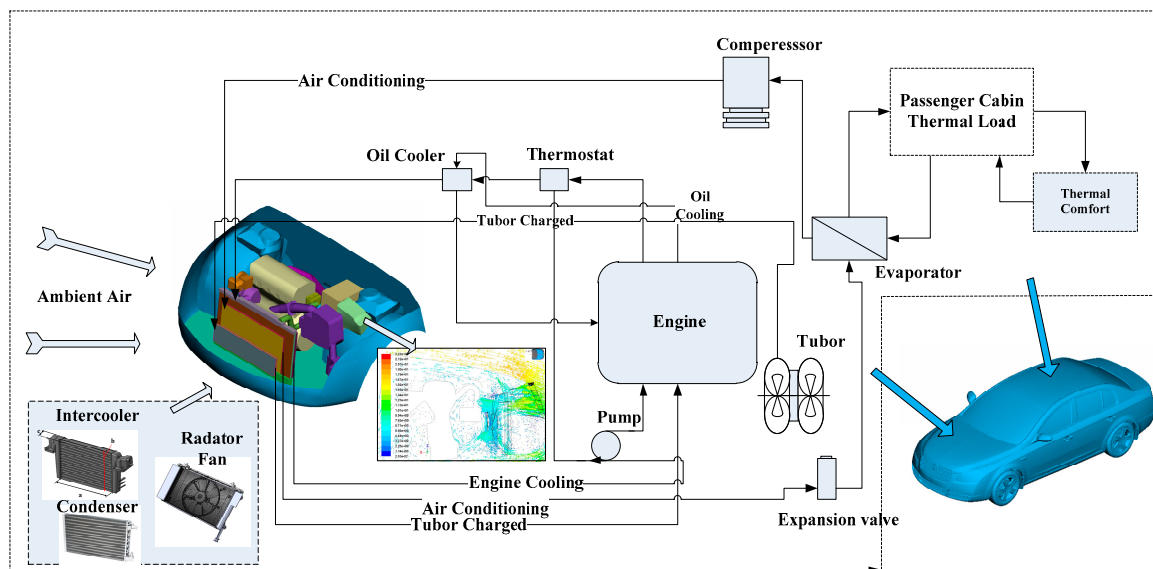 Comperesssor
Air Conditioning
Passenger Cabin
Thermal Load
Oil Cooler
Thermostat
Thermal
Comfort
Oil
Cooling
Tubor Charged
Evaporator
Ambient Air
Engine
Tubor
Pump
Intercooler
Radator
Fan
Condenser
Engine Cooling
Air Conditioning
Tubor Charged
Expansion valve